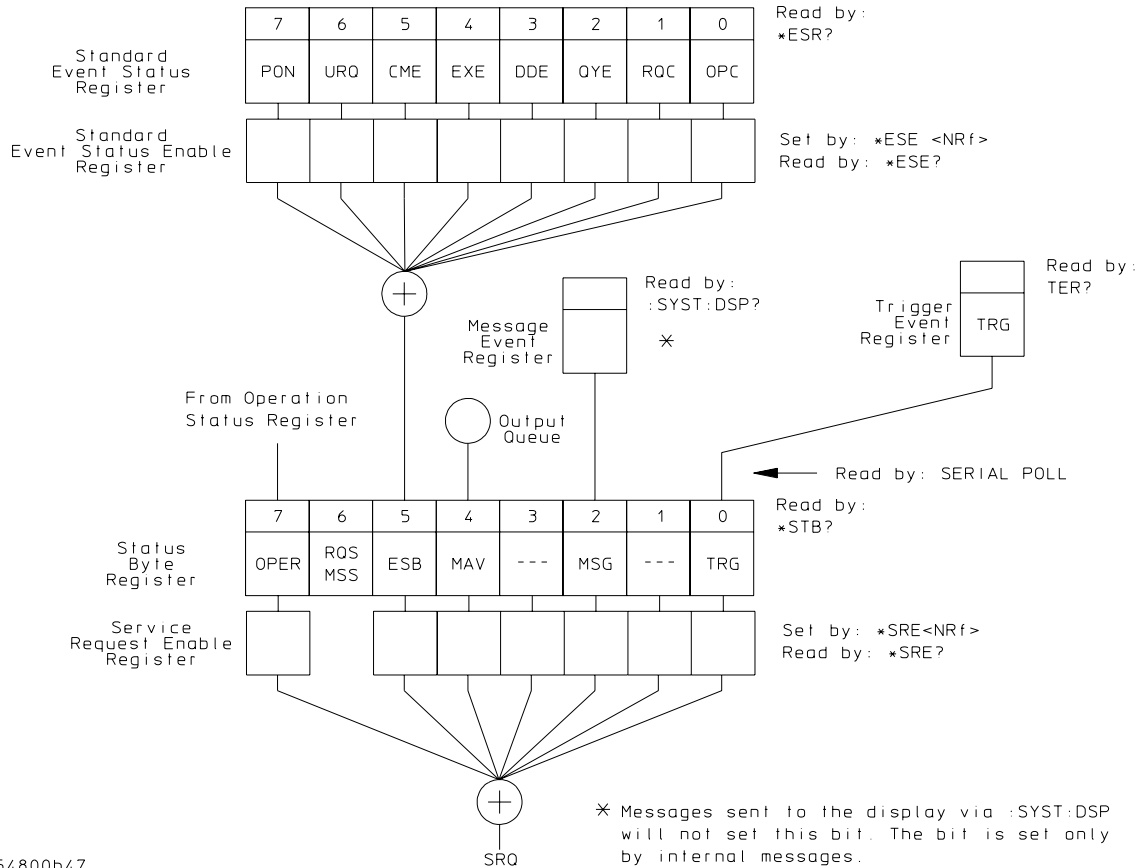 7 6 5 4 3 2 1 0
Read by:
*ESR?
Standard
Event Status
Register
PON URQ CME EXE DDE QYE RQC OPC
Standard
Event Status Enable
Register
Set by: *ESE <NRf>
Read by: *ESE?
+
Read by:
:SYST:DSP?
Message
Event
Register
*
Read by:
TER?
Trigger
Event
Register
TRG
From Operation
Status Register
Output
Queue
Read by: SERIAL POLL
7 6 5 4 3 2 1 0
Read by:
*STB?
Status
Byte
Register
OPER RQS MSS ESB MAV --- MSG --- TRG
Service
Request Enable
Register
Set by: *SRE<NRf>
Read by: *SRE?
+
SRQ
* Messages sent to the display via :SYST:DSP
will not set this bit. The bit is set only
by internal messages.
54800b47